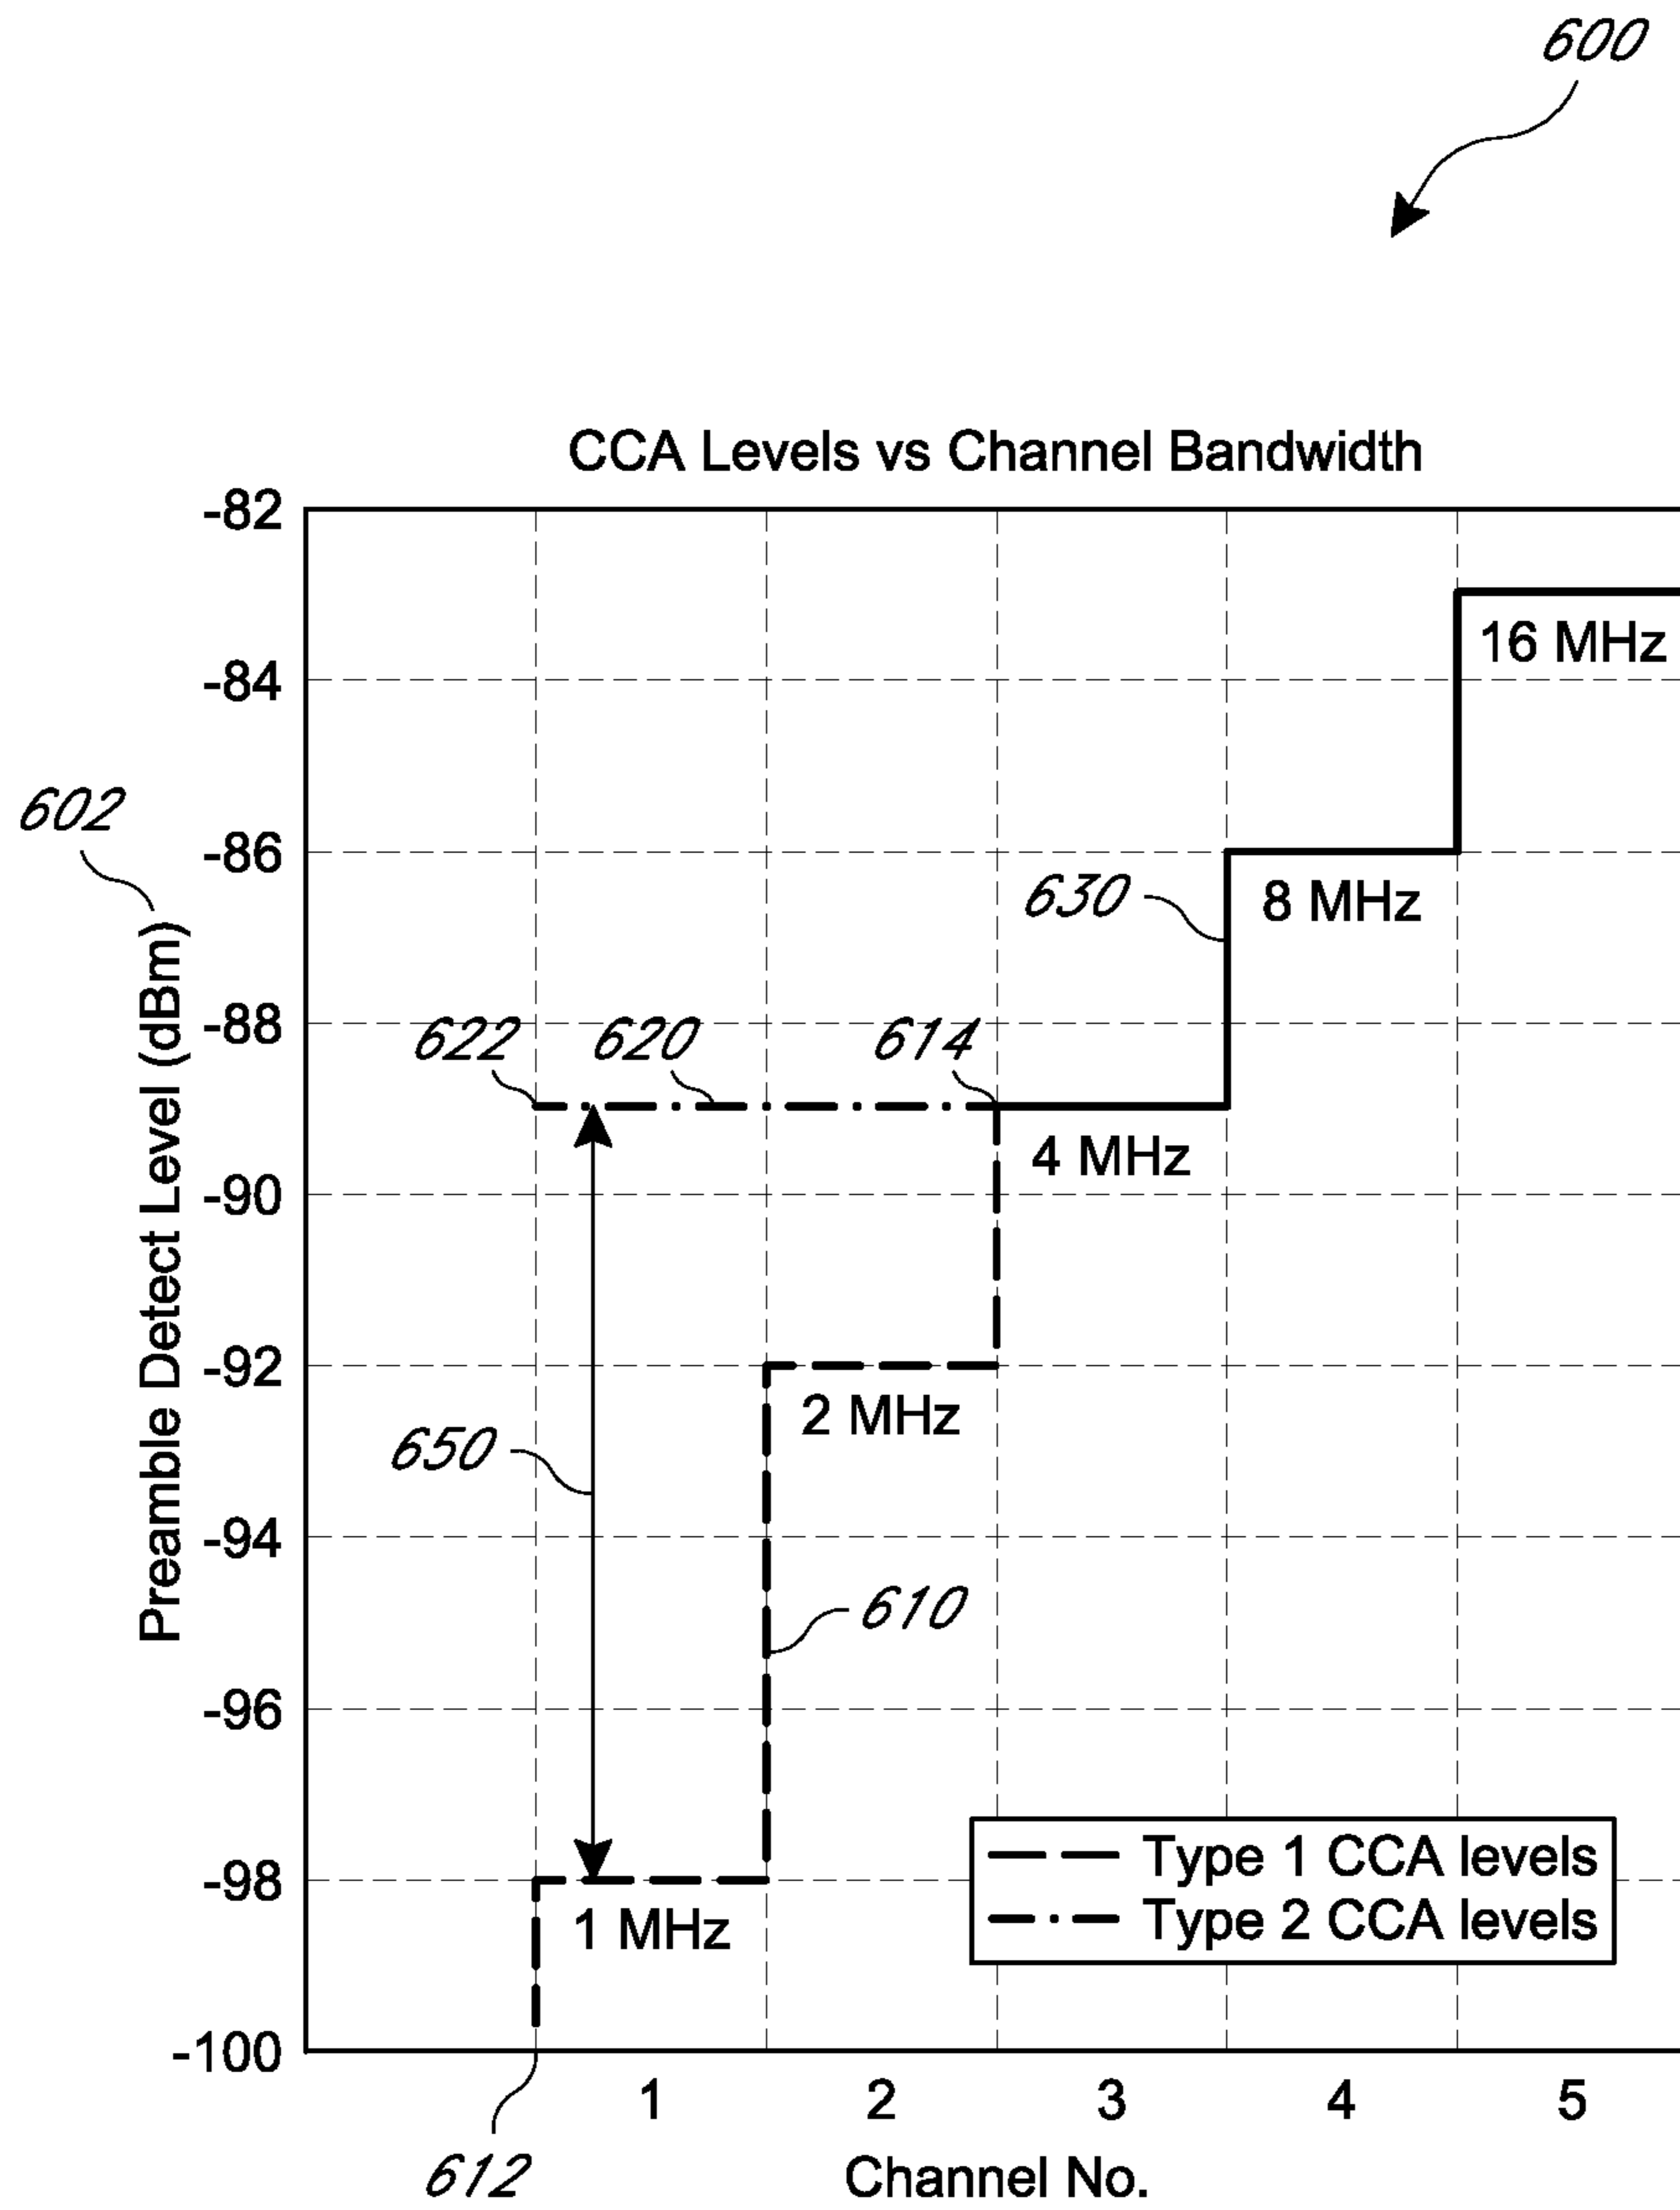 600
CCA Levels vs Channel Bandwidth
-82
16 MHz
-84
602
-86
630
8 MHz
-88
622
620
614
4 MHz
-90
Preamble Detect Level (dBm)
-92
2 MHz
650
-94
610
-96
-98
1 MHz
Type 1 CCA levels
Type 2 CCA levels
-100
1 2 3 4 5
612
Channel No.